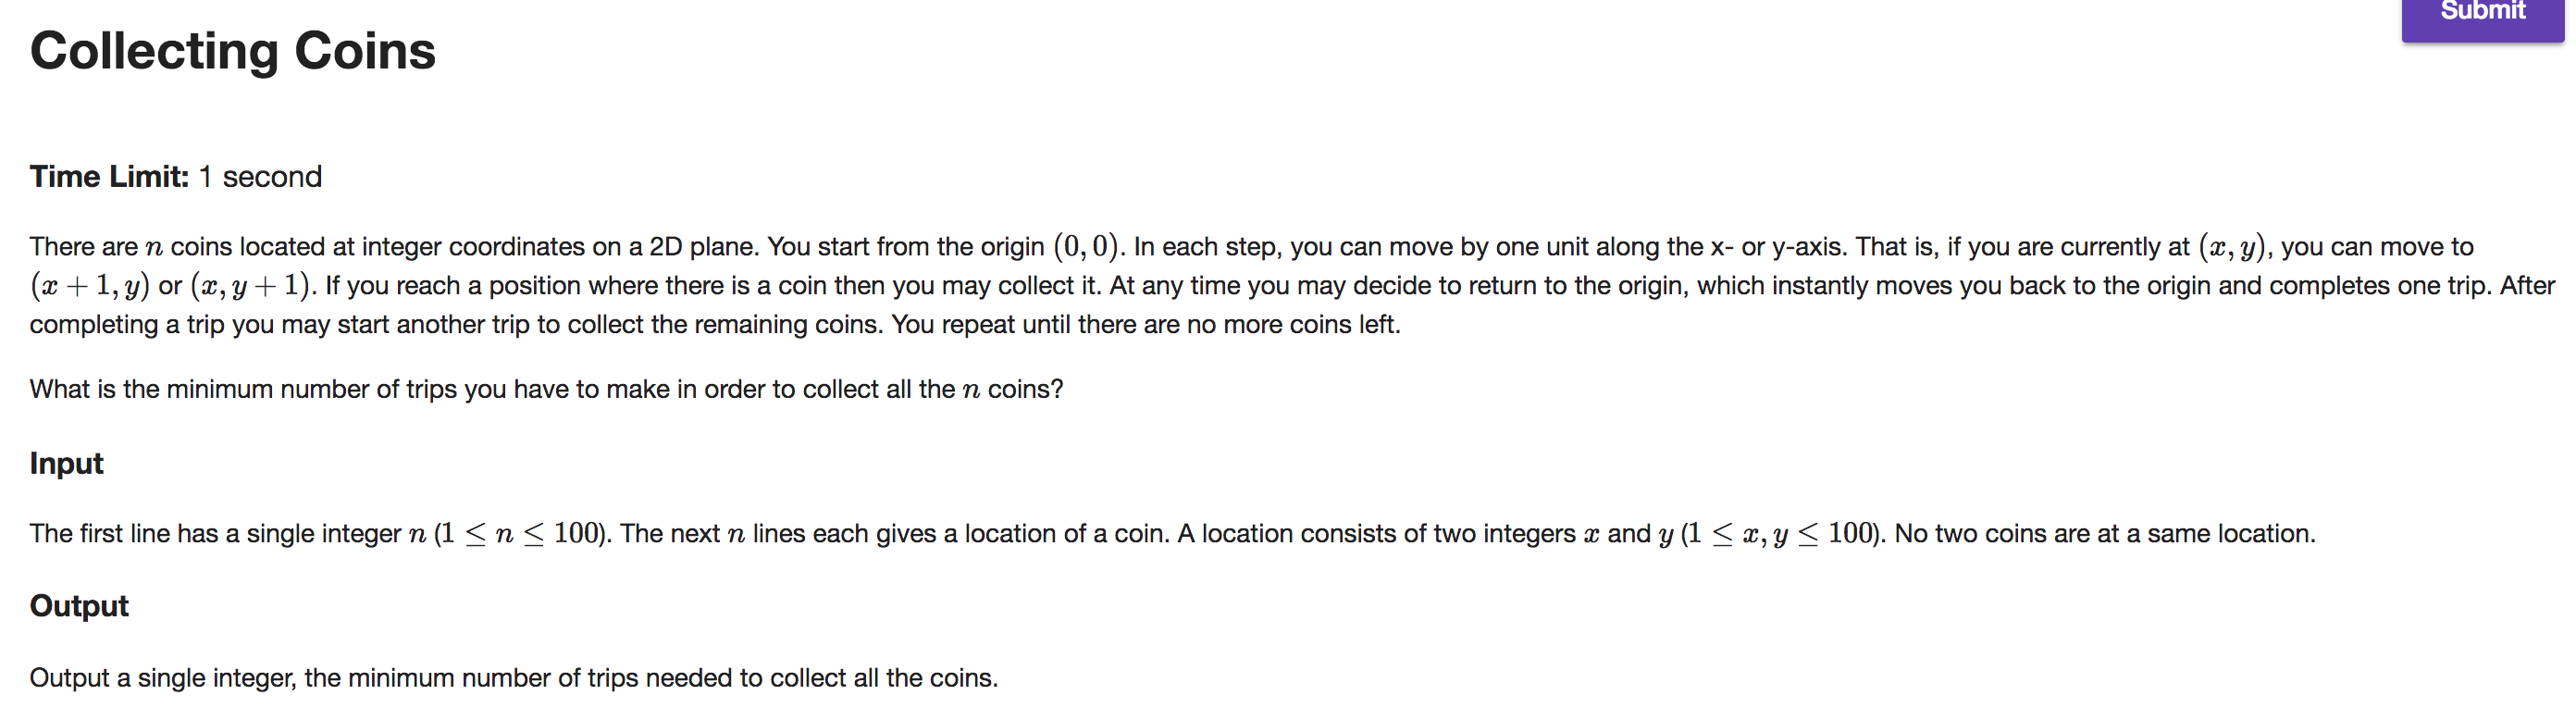 Submit
Collecting Coins
Time Limit: 1 second
There are n coins located at integer coordinates on a 2D plane. You start from the origin (0, 0). In each step, you can move by one unit along the x- or y-axis. That is, if you are currently at (x, y), you can move to
(x + 1, y) or (x, y + 1). If you reach a position where there is a coin then you may collect it. At any time you may decide to return to the origin, which instantly moves you back to the origin and completes one trip. After
completing a trip you may start another trip to collect the remaining coins. You repeat until there are no more coins left.
What is the minimum number of trips you have to make in order to collect all the n coins?
Input
The first line has a single integer n (1 ≤ n ≤ 100). The next n lines each gives a location of a coin. A location consists of two integers x and y (1 ≤ x, y ≤ 100). No two coins are at a same location.
Output
Output a single integer, the minimum number of trips needed to collect all the coins.